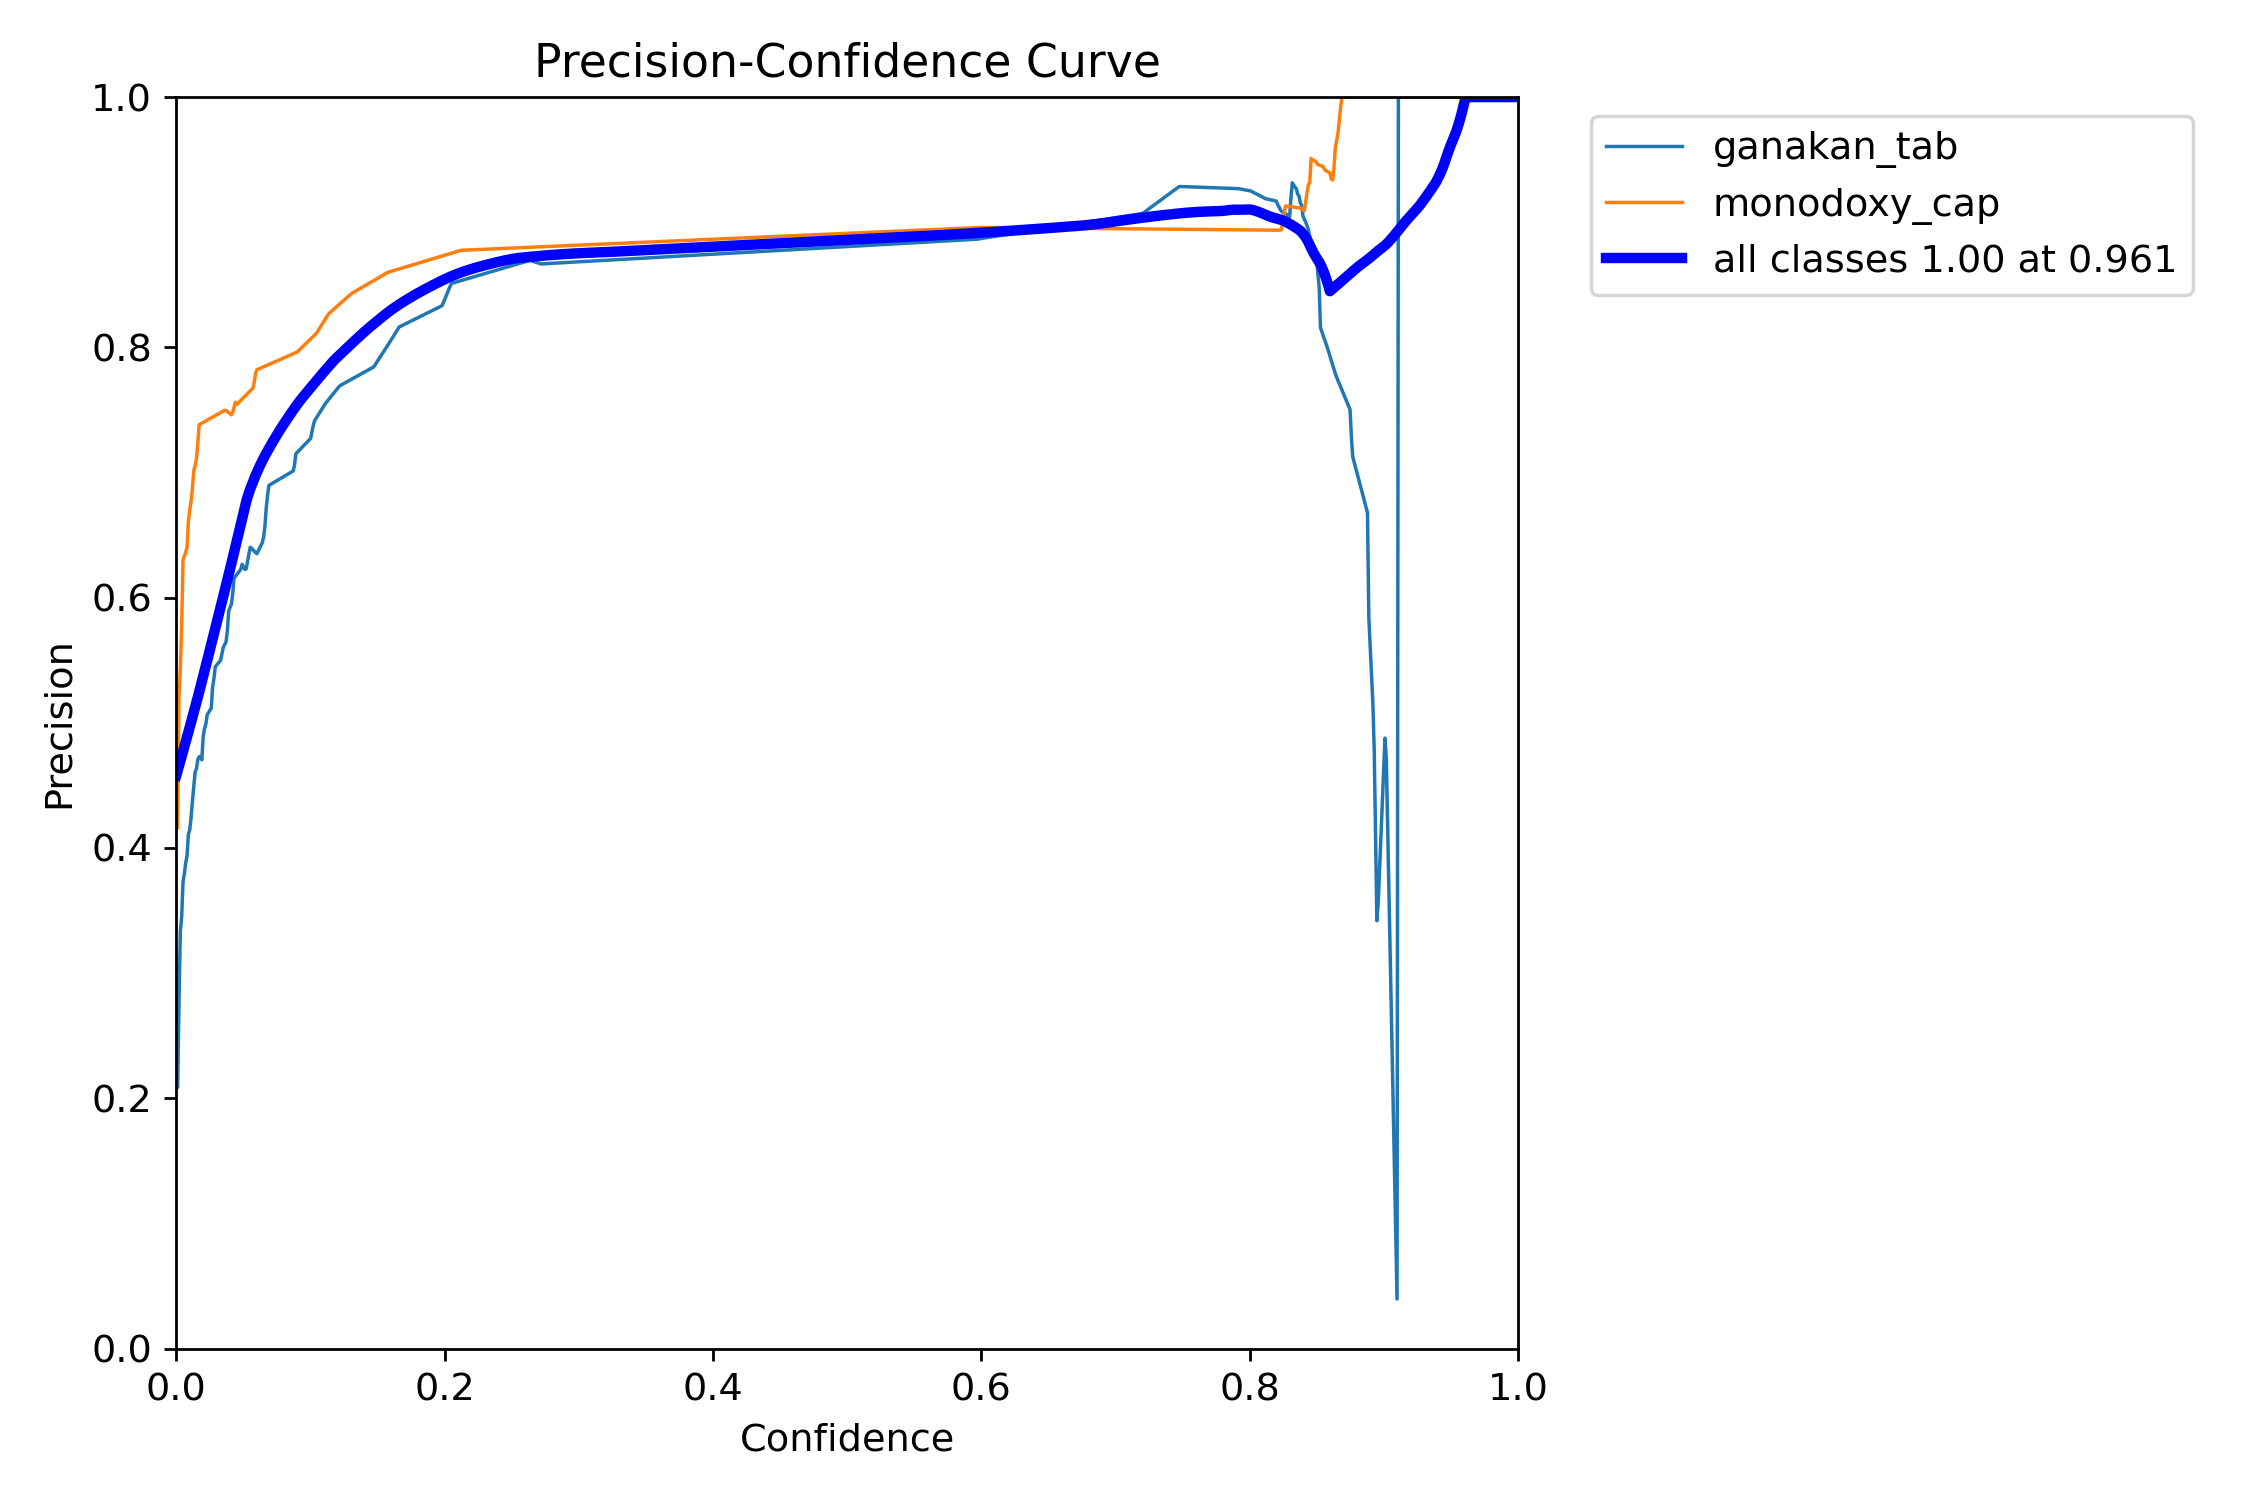 Precision-Confidence Curve
1.0
0.8
0.6
0.4
0.2
0.0
Precision
0.0 0.2 0.4 0.6 0.8 1.0
Confidence
ganakan_tab
monodoxy_cap
all classes 1.00 at 0.961